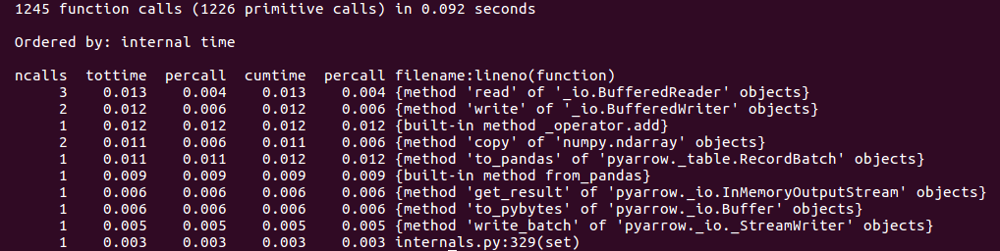 1245 function calls (1226 primitive calls) in 0.092 seconds
Ordered by: internal time
ncalls tottime percall cumtime percall filename:lineno(function)
3 0.013 0.004 0.013 0.004 {method 'read' of '_io.BufferedReader' objects}
2 0.012 0.006 0.012 0.006 {method 'write' of '_io.BufferedWriter' objects}
1 0.012 0.012 0.012 0.012 {built-in method _operator.add}
2 0.011 0.006 0.011 0.006 {method 'copy' of 'numpy.ndarray' objects}
1 0.011 0.011 0.012 0.012 {method 'to_pandas' of 'pyarrow._table.RecordBatch' objects}
1 0.009 0.009 0.009 0.009 {built-in method from_pandas}
1 0.006 0.006 0.006 0.006 {method 'get_result' of 'pyarrow._io.InMemoryOutputStream' objects}
1 0.006 0.006 0.006 0.006 {method 'to_pybytes' of 'pyarrow._io.Buffer' objects}
1 0.005 0.005 0.005 0.005 {method 'write_batch' of 'pyarrow._io._StreamWriter' objects}
1 0.003 0.003 0.003 0.003 internals.py:329(set)